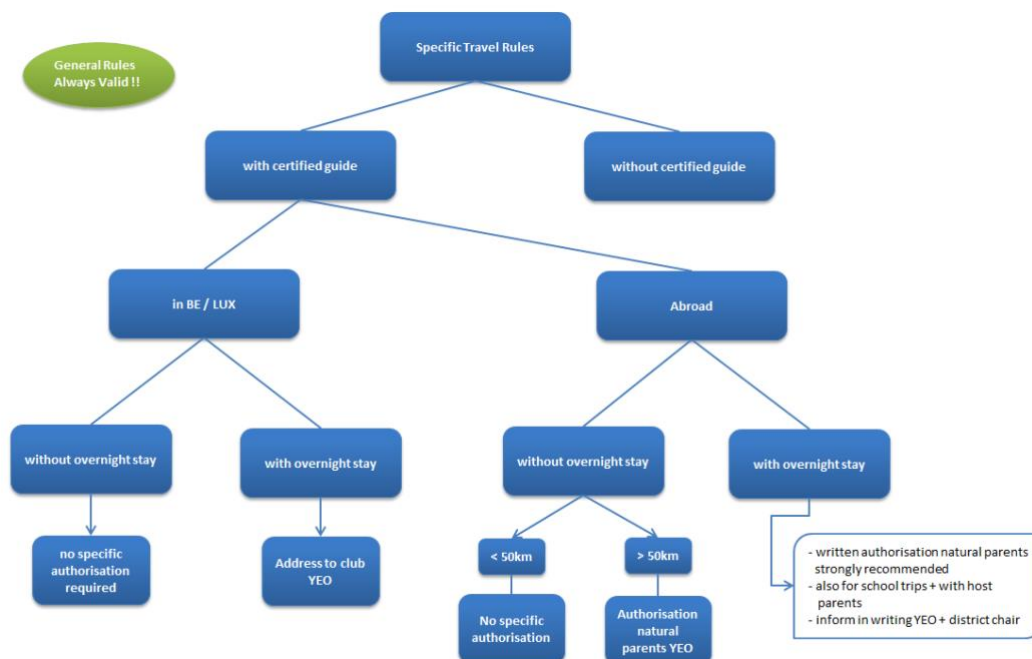 Specific Travel Rules
General Rules
Always Valid !!
with certified guide
without certified guide
in BE / LUX
Abroad
without overnight stay
with overnight stay
without overnight stay
with overnight stay
no specific
authorisation
required
Address to club
YEO
< 50km
> 50km
No specific
authorisation
Authorisation
natural
parents YEO
- written authorisation natural parents
strongly recommended
- also for school trips + with host
parents
- inform in writing YEO + district chair